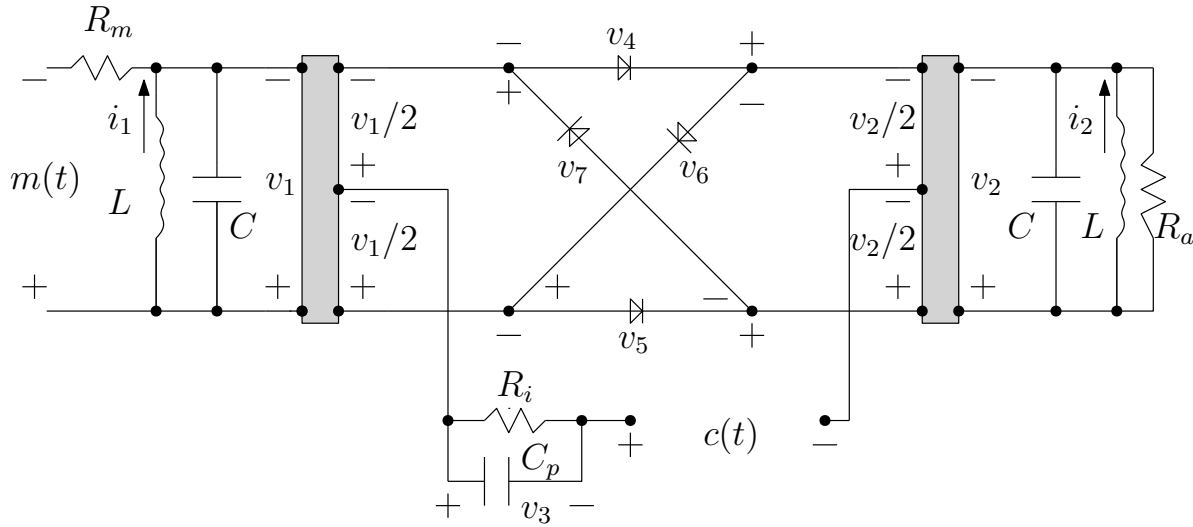 R_m
v_4
i_1
v_1/2
v_2/2
i_2
v_7
v_6
m(t)
v_1
v_2
L
C
v_1/2
v_2/2
C
L
R_a
v_5
R_i
c(t)
C_p
v_3